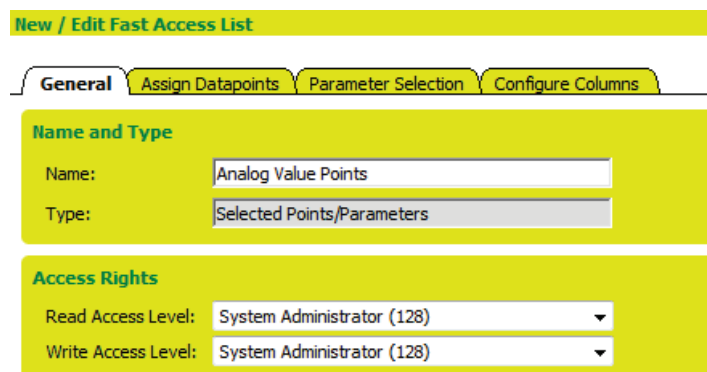 New / Edit Fast Access List
General Assign Datapoints Parameter Selection Configure Columns
Name and Type
Name: Analog Value Points
Type: Selected Points/Parameters
Access Rights
Read Access Level: System Administrator (128)
Write Access Level: System Administrator (128)